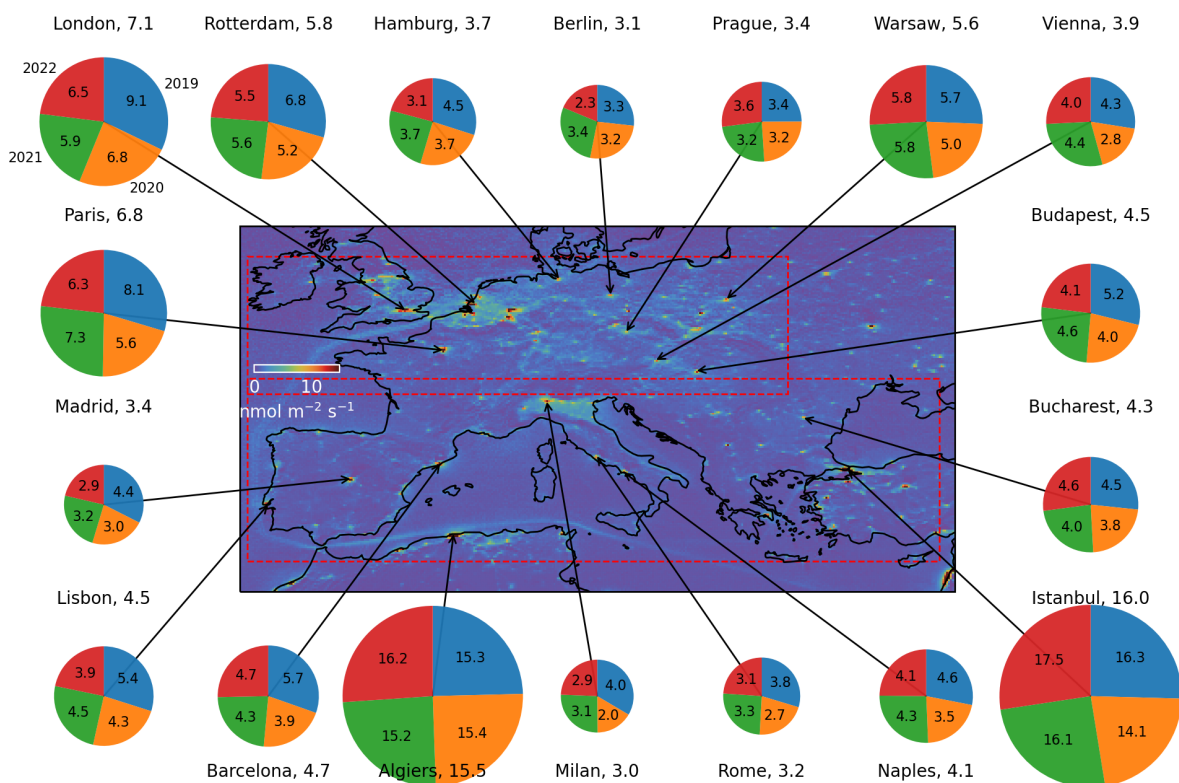 London, 7.1 Rotterdam, 5.8 Hamburg, 3.7 Berlin, 3.1 Prague, 3.4 Warsaw, 5.6 Vienna, 3.9
2022 6.5 9.1 2019 5.9 6.8 2021 2020
5.5 6.8 5.6 5.2
3.1 4.5 3.7 3.7
2.3 3.3 3.4 3.2
3.6 3.4 3.2 3.2
5.8 5.7 5.8 5.0
4.0 4.3 4.4 2.8
Paris, 6.8
6.3 8.1 7.3 5.6
Budapest, 4.5
4.1 5.2 4.6 4.0
0 10
nmol m⁻² s⁻¹
Madrid, 3.4
2.9 4.4 3.2 3.0
Bucharest, 4.3
4.6 4.5 4.0 3.8
Lisbon, 4.5
3.9 5.4 4.5 4.3
Istanbul, 16.0
17.5 16.3 16.1 14.1
4.7 5.7 4.3 3.9
16.2 15.3 15.2 15.4
2.9 4.0 3.1 2.0
3.1 3.8 3.3 2.7
4.1 4.6 4.3 3.5
Barcelona, 4.7 Algiers, 15.5 Milan, 3.0 Rome, 3.2 Naples, 4.1